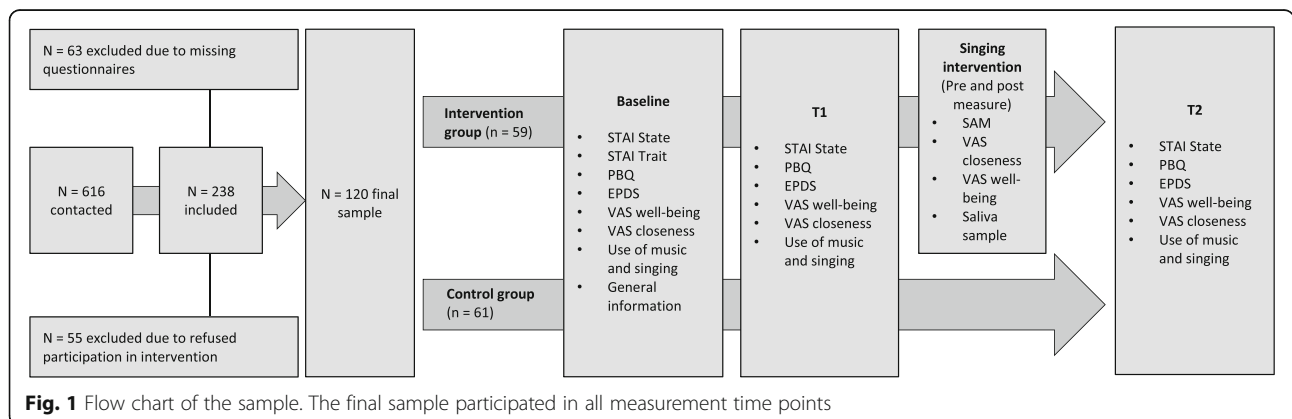 N = 63 excluded due to missing
questionnaires
N = 616
contacted
N = 238
included
N = 55 excluded due to refused
participation in intervention
N = 120 final
sample
Intervention
group (n = 59)
Control group
(n = 61)
Baseline
• STAI State
• STAI Trait
• PBQ
• EPDS
• VAS well-being
• VAS closeness
• Use of music
and singing
• General
information
T1
• STAI State
• PBQ
• EPDS
• VAS well-being
• VAS closeness
• Use of music
and singing
Singing
intervention
(Pre and post
measure)
• SAM
• VAS
closeness
• VAS well-
being
• Saliva
sample
T2
• STAI State
• PBQ
• EPDS
• VAS well-being
• VAS closeness
• Use of music
and singing
Fig. 1 Flow chart of the sample. The final sample participated in all measurement time points